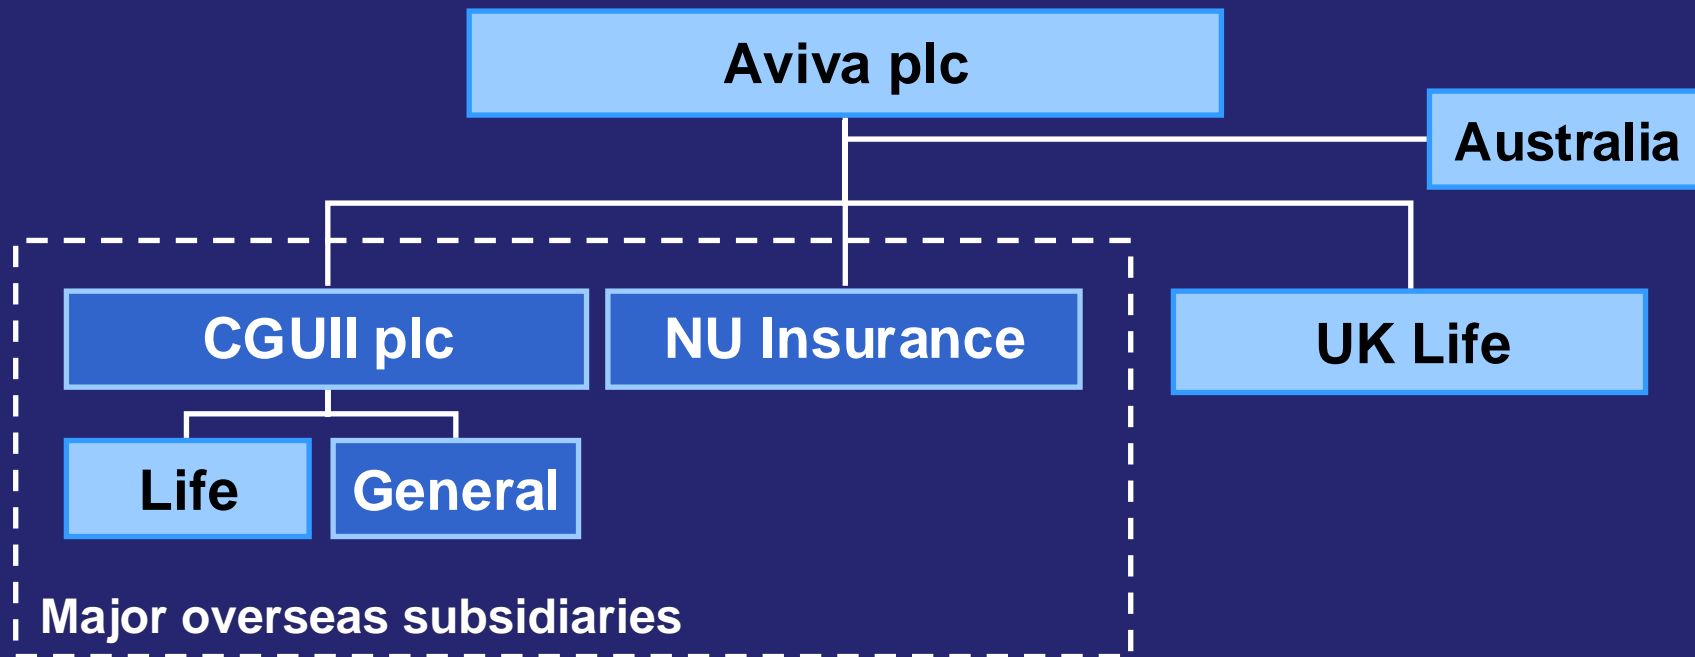 Aviva plc
Australia
CGUII plc
NU Insurance
UK Life
Life
General
Major overseas subsidiaries